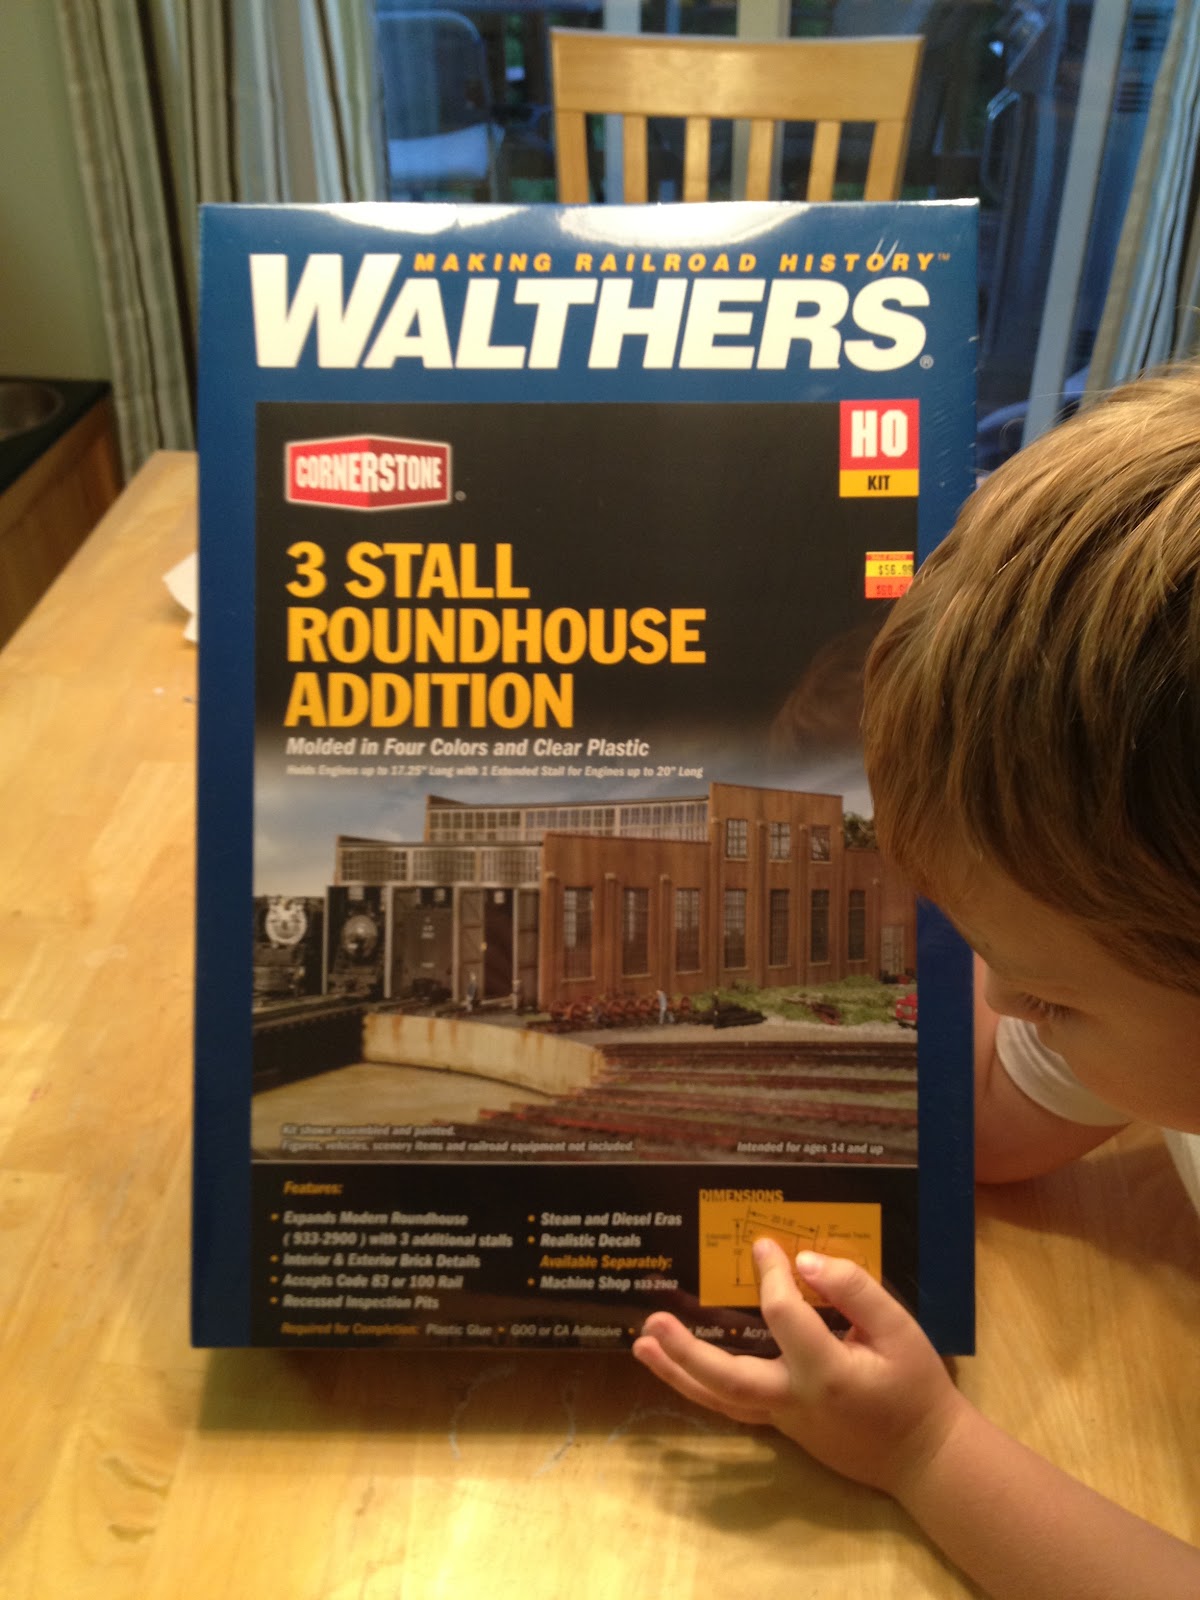 MAKING RAILROAD HISTORY™
WALTHERS®
HO
KIT
CORNERSTONE®
SALE PRICE
3 STALL
ROUNDHOUSE
ADDITION
Molded in Four Colors and Clear Plastic
Holds Engines up to 17.25" Long with 1 Extended Stall for Engines up to 20" Long
Kit shown assembled and painted.
Figures, vehicles, scenery items and railroad equipment not included.
Intended for ages 14 and up
Features:
• Expands Modern Roundhouse
( 933-2900 ) with 3 additional stalls
• Interior & Exterior Brick Details
• Accepts Code 83 or 100 Rail
• Recessed Inspection Pits
• Steam and Diesel Eras
• Realistic Decals
Available Separately:
• Machine Shop 933-2902
DIMENSIONS
Required for Completion: Plastic Glue • GOO or CA Adhesive • Knife •